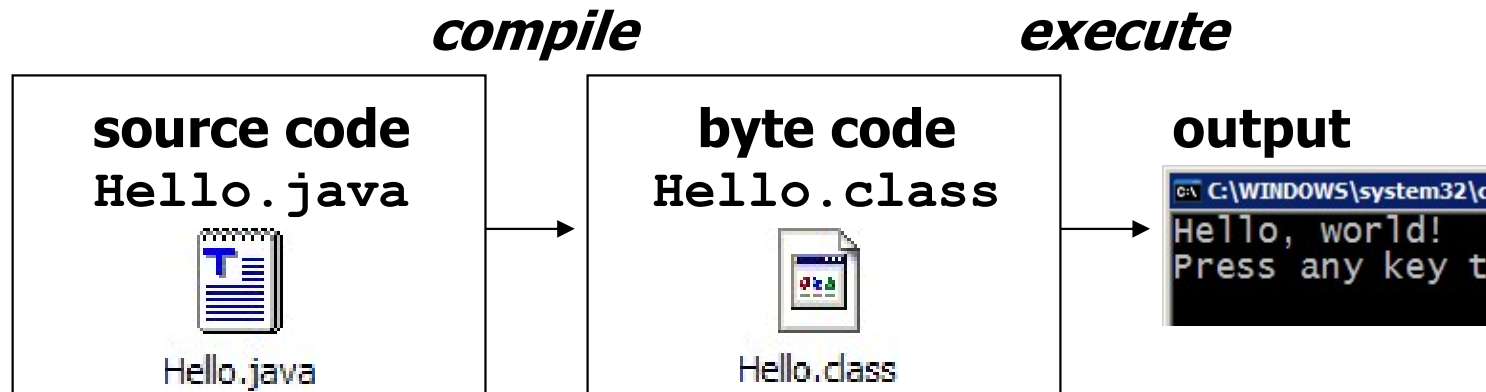 compile
execute
source code
Hello.java
Hello.java
byte code
Hello.class
Hello.class
output
C:\WINDOWS\system32\c
Hello, world!
Press any key t